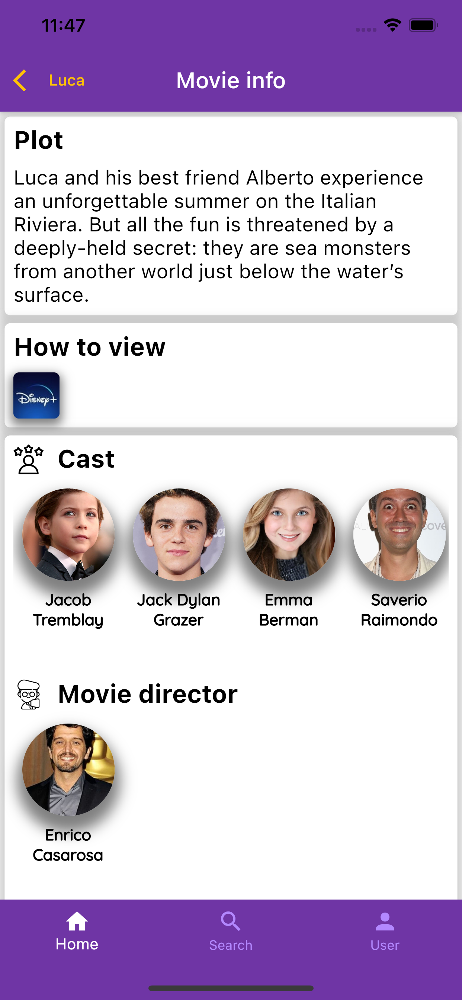 11:47
Luca
Movie info
Plot
Luca and his best friend Alberto experience
an unforgettable summer on the Italian
Riviera. But all the fun is threatened by a
deeply-held secret: they are sea monsters
from another world just below the water’s
surface.
How to view
Disney+
Cast
ALI
cove
Jacob
Tremblay
Jack Dylan
Grazer
Emma
Berman
Saverio
Raimondo
Movie director
Enrico
Casarosa
Home
Search
User